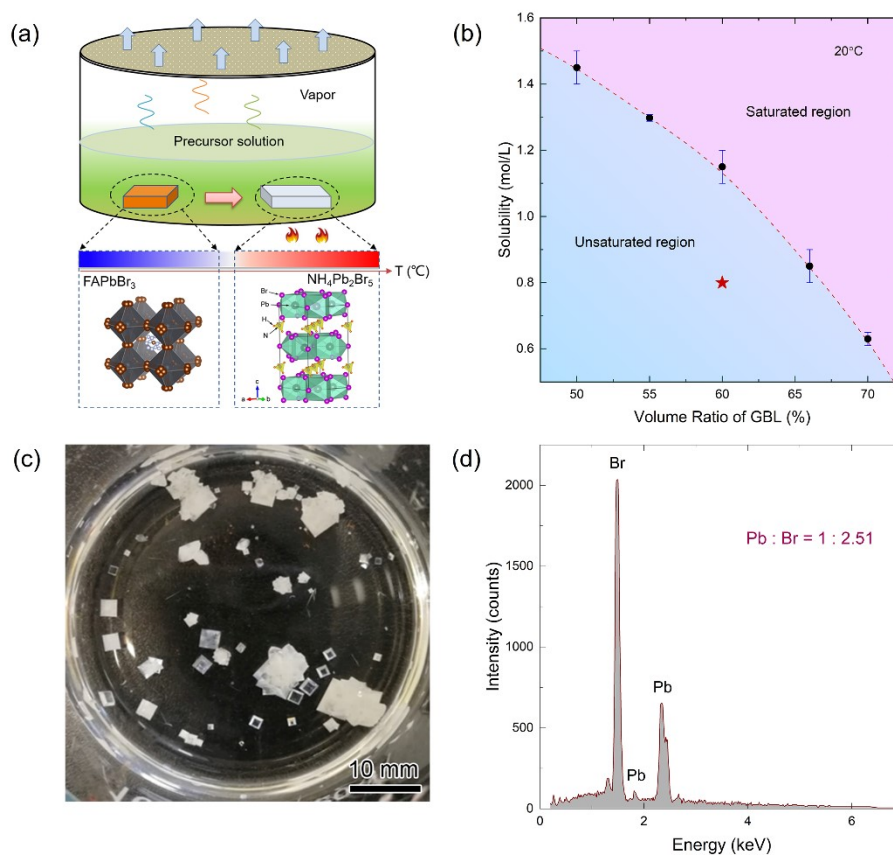 (a)
Vapor
Precursor solution
T (℃)
FAPbBr₃
NH₄Pb₂Br₅
Br
Pb
H
N
c
a
b
(b)
1.6
1.4
1.2
1.0
0.8
0.6
Solubility (mol/L)
20°C
Saturated region
Unsaturated region
50 55 60 65 70
Volume Ratio of GBL (%)
(c)
10 mm
(d)
2000
1500
1000
500
0
Intensity (counts)
Br
Pb : Br = 1 : 2.51
Pb
Pb
0 2 4 6
Energy (keV)